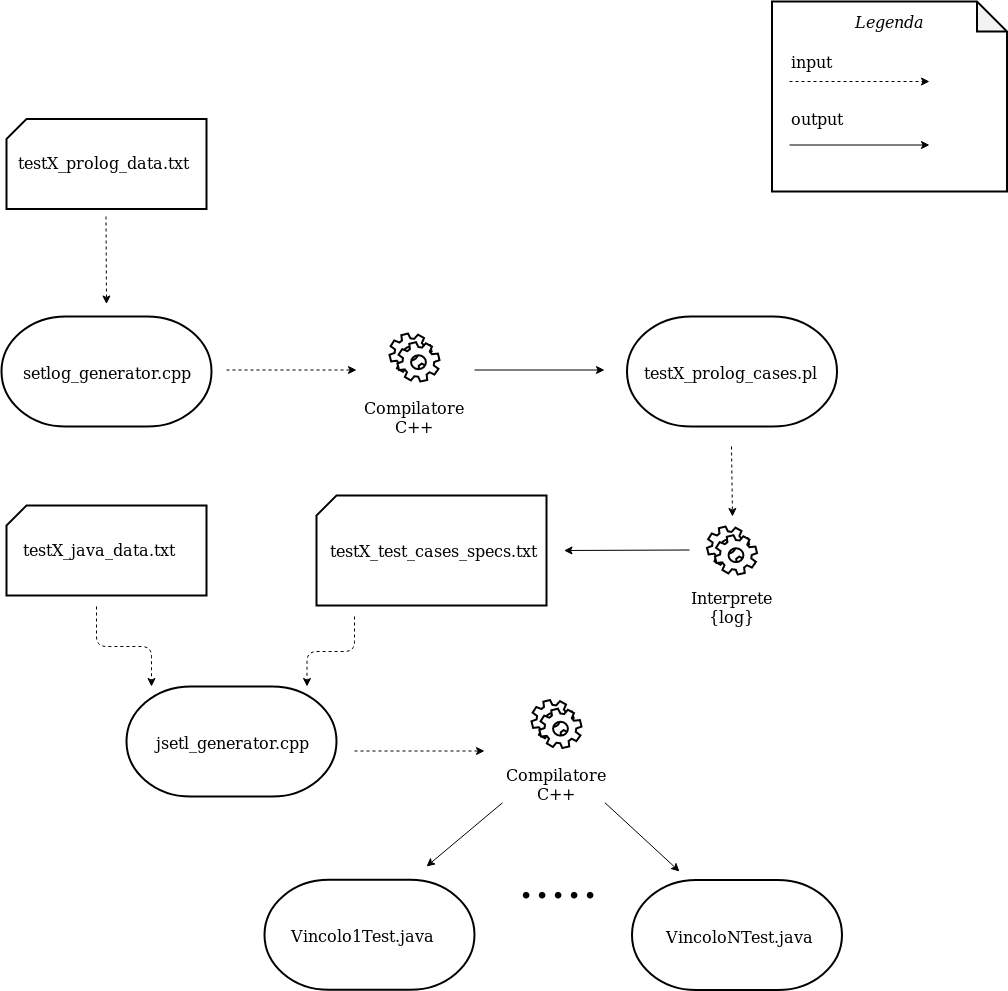 Legenda
input
output
testX_prolog_data.txt
setlog_generator.cpp
Compilatore
C++
testX_prolog_cases.pl
testX_java_data.txt
testX_test_cases_specs.txt
Interprete
{log}
jsetl_generator.cpp
Compilatore
C++
Vincolo1Test.java
VincoloNTest.java